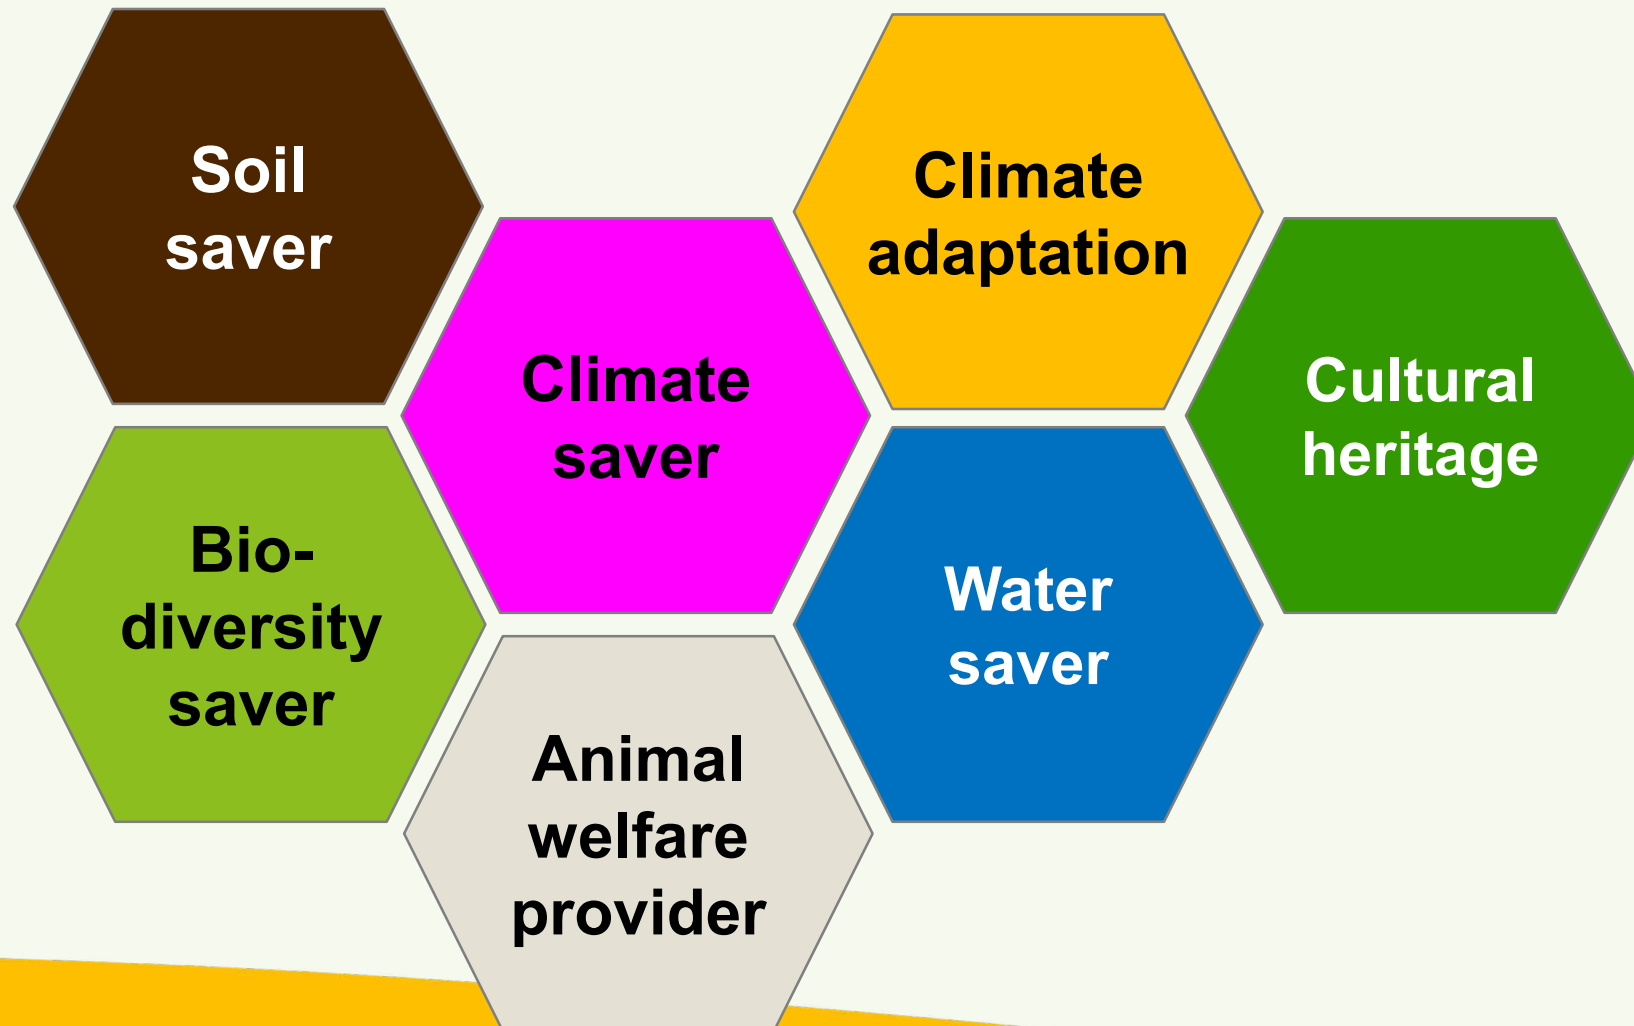 Soil
saver
Climate
adaptation
Climate
saver
Cultural
heritage
Bio-
diversity
saver
Water
saver
Animal
welfare
provider